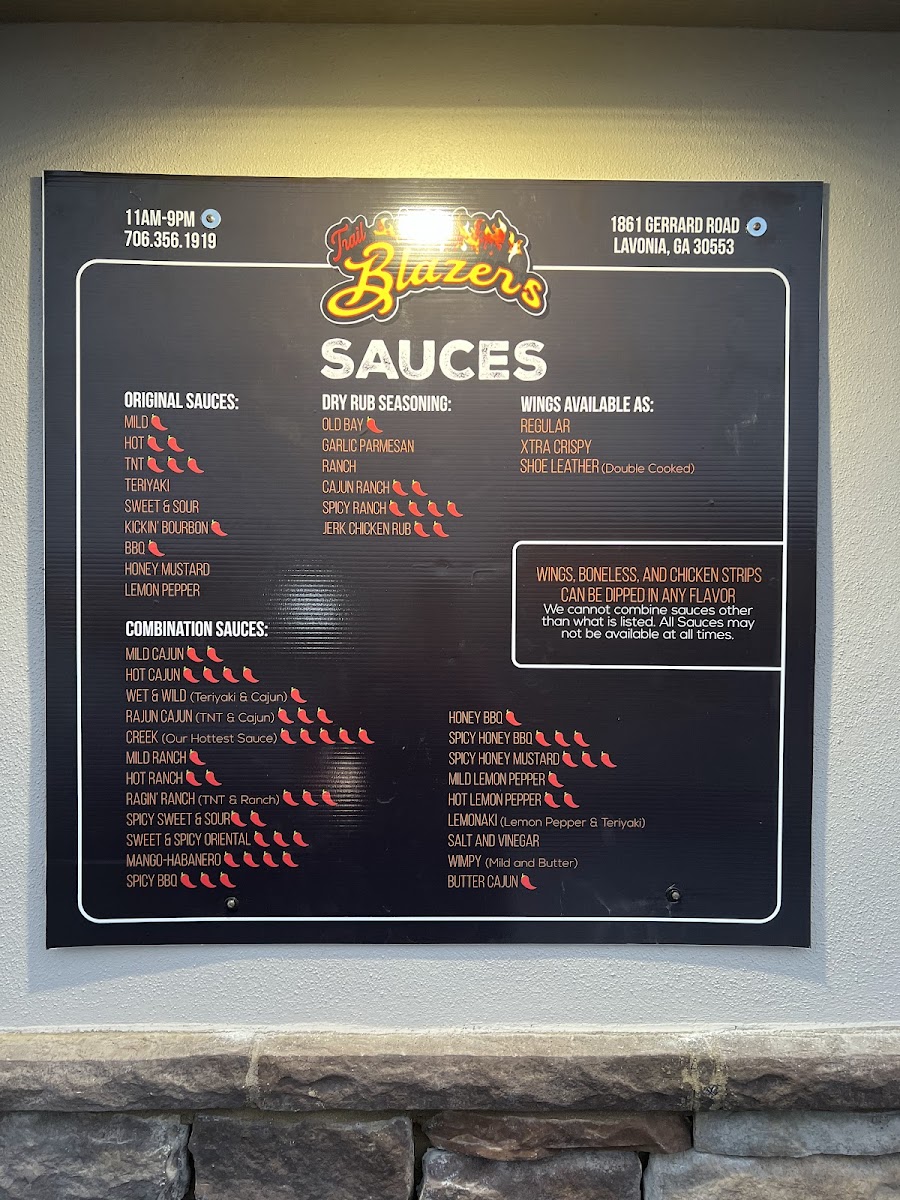 11AM-9PM
706.356.1919
Trail
Blazers
1861 GERRARD ROAD
LAVONIA, GA 30553
SAUCES
ORIGINAL SAUCES:
MILD
HOT
TNT
TERIYAKI
SWEET & SOUR
KICKIN' BOURBON
BBQ
HONEY MUSTARD
LEMON PEPPER
DRY RUB SEASONING:
OLD BAY
GARLIC PARMESAN
RANCH
CAJUN RANCH
SPICY RANCH
JERK CHICKEN RUB
WINGS AVAILABLE AS:
REGULAR
XTRA CRISPY
SHOE LEATHER (Double Cooked)
WINGS, BONELESS, AND CHICKEN STRIPS
CAN BE DIPPED IN ANY FLAVOR
We cannot combine sauces other
than what is listed. All Sauces may
not be available at all times.
COMBINATION SAUCES:
MILD CAJUN
HOT CAJUN
WET & WILD (Teriyaki & Cajun)
RAJUN CAJUN (TNT & Cajun)
CREEK (Our Hottest Sauce)
MILD RANCH
HOT RANCH
RAGIN' RANCH (TNT & Ranch)
SPICY SWEET & SOUR
SWEET & SPICY ORIENTAL
MANGO-HABANERO
SPICY BBQ
HONEY BBQ
SPICY HONEY BBQ
SPICY HONEY MUSTARD
MILD LEMON PEPPER
HOT LEMON PEPPER
LEMONAKI (Lemon Pepper & Teriyaki)
SALT AND VINEGAR
WIMPY (Mild and Butter)
BUTTER CAJUN